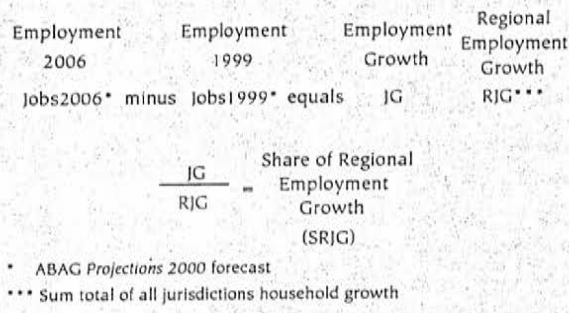 Employment Employment Employment Regional Employment Growth
2006 1999 Growth
Jobs2006* minus Jobs1999* equals JG RJG***
JG / RJG = Share of Regional Employment Growth (SRJG)
* ABAG Projections 2000 forecast
*** Sum total of all jurisdictions household growth